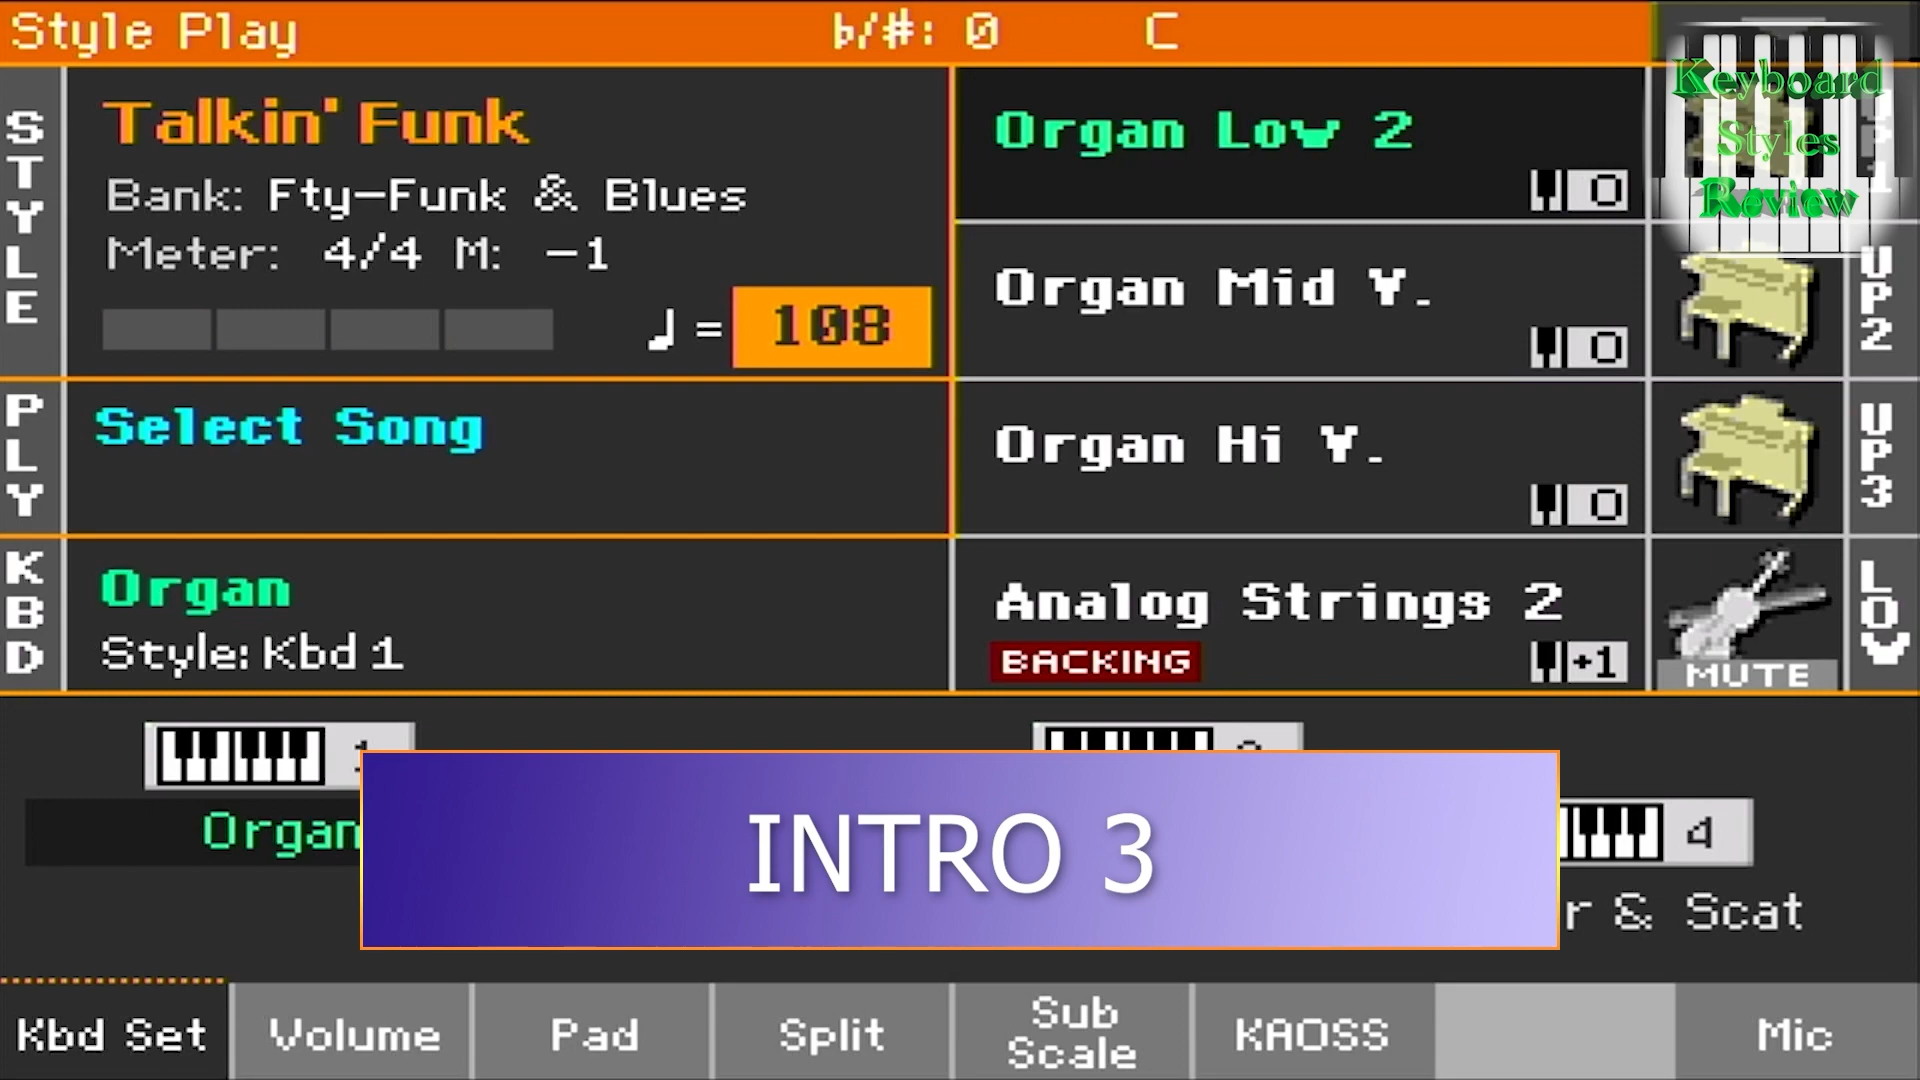 Style Play
♭/#: 0
C
Keyboard
Styles
Review
STYLE
Talkin' Funk
Bank: Fty-Funk & Blues
Meter: 4/4 M: -1
♩ = 108
Organ Low 2
0
Organ Mid V.
0
UP2
PLY
Select Song
Organ Hi V.
0
UP3
KBD
Organ
Style: Kbd 1
Analog Strings 2
BACKING
+1
MUTE
LOW
Organ
INTRO 3
4
& Scat
Kbd Set
Volume
Pad
Split
Sub
Scale
KAOSS
Mic